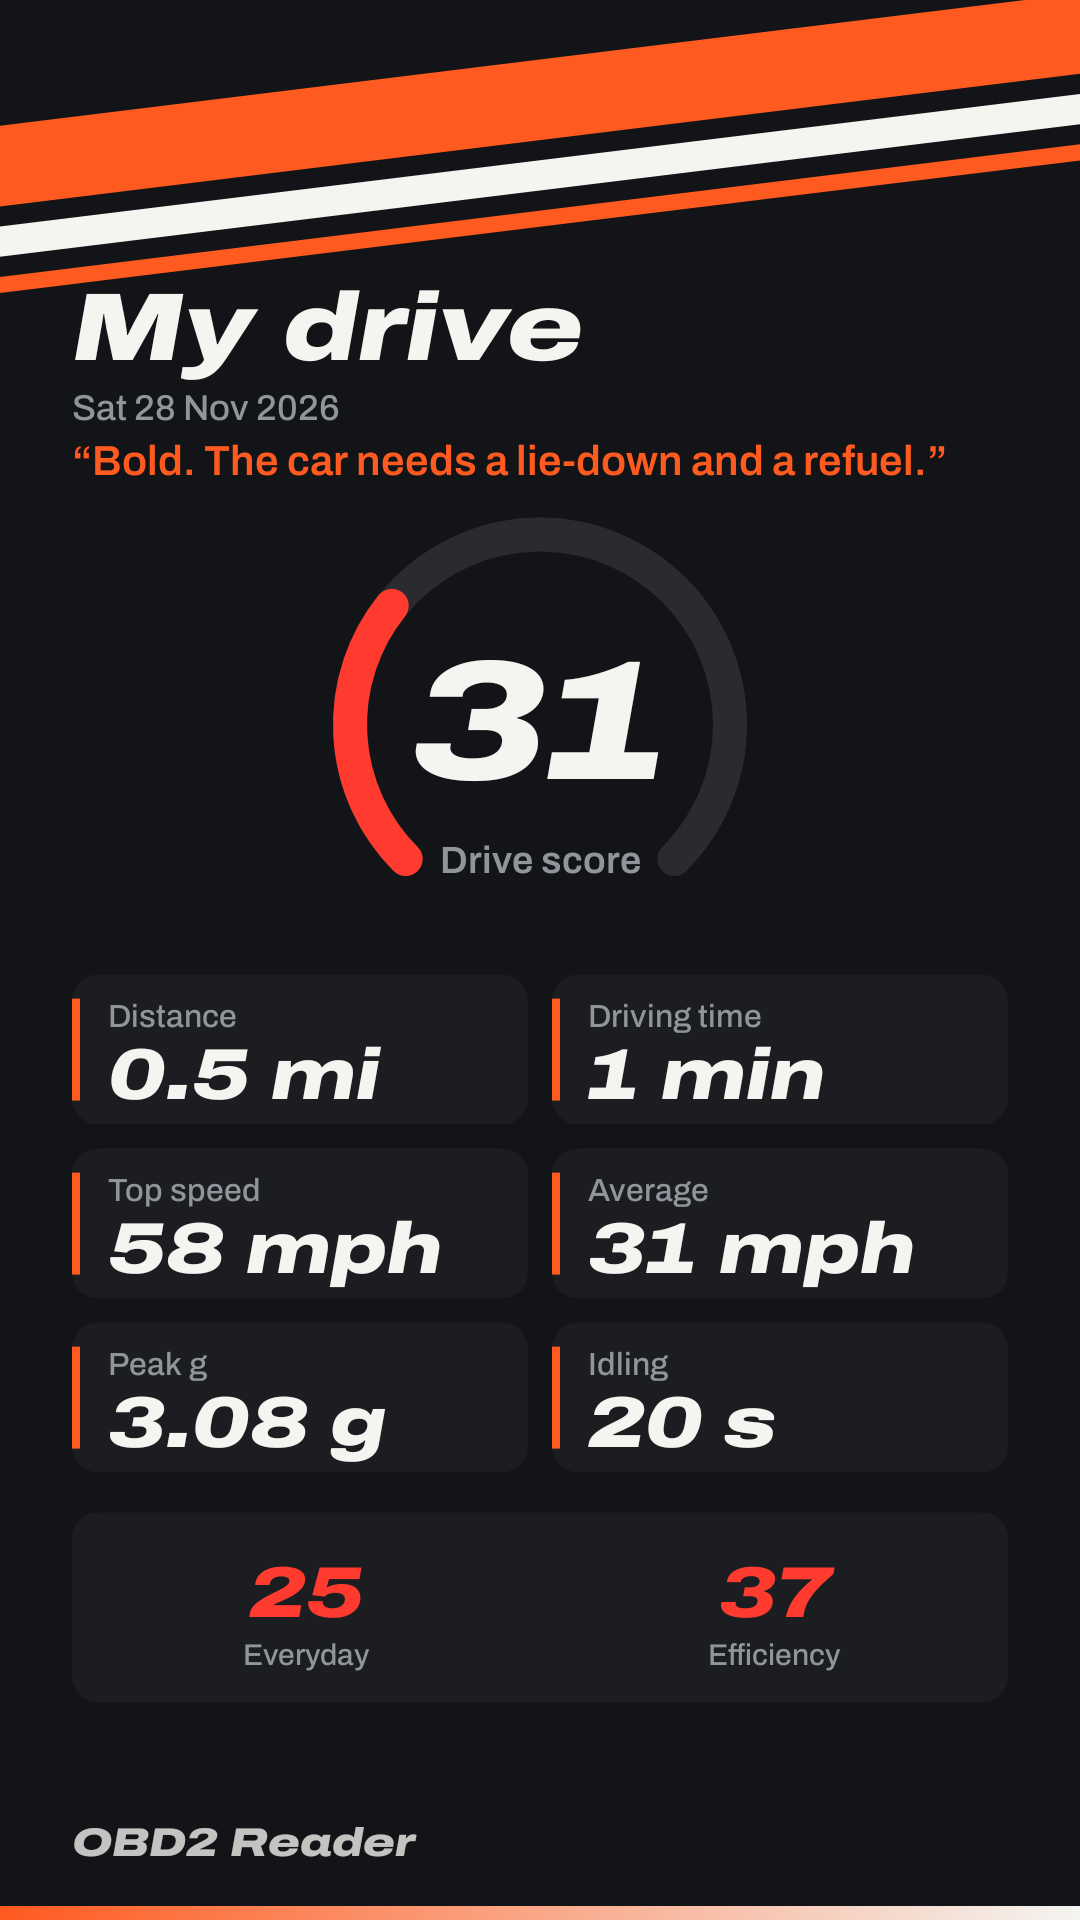 My drive
Sat 28 Nov 2026
“Bold. The car needs a lie-down and a refuel.”
31
Drive score
Distance
0.5 mi
Driving time
1 min
Top speed
58 mph
Average
31 mph
Peak g
3.08 g
Idling
20 s
25
Everyday
37
Efficiency
OBD2 Reader